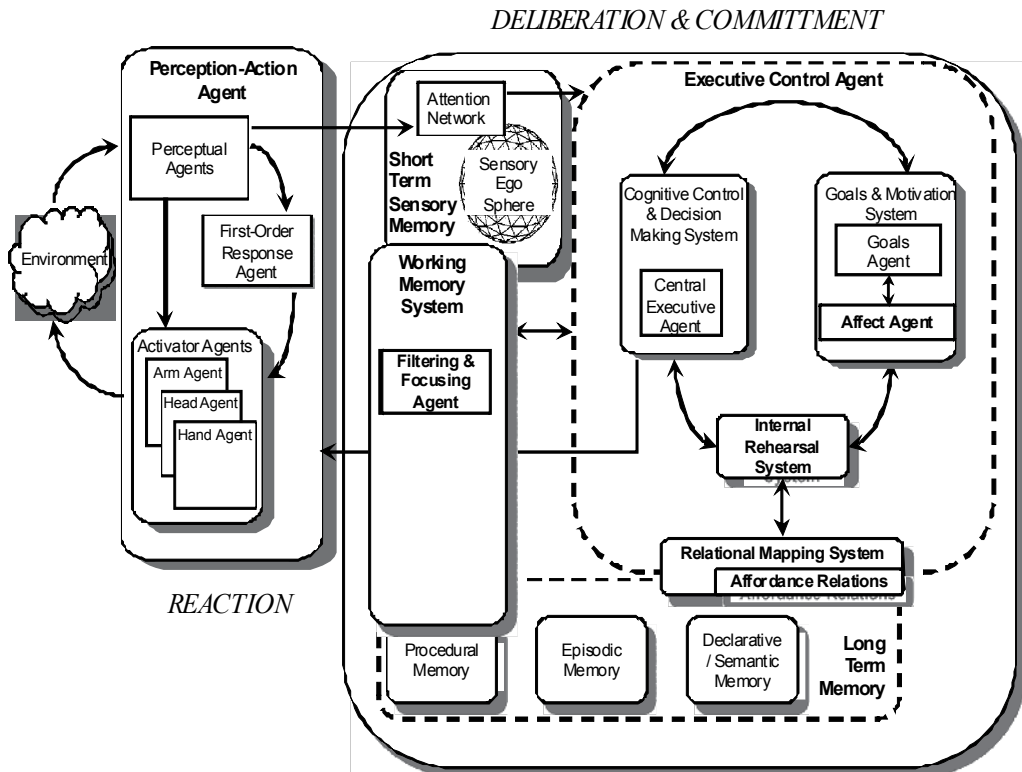 DELIBERATION & COMMITTMENT
Perception-Action
Agent
Perceptual
Agents
First-Order
Response
Agent
Environment
Activator Agents
Arm Agent
Head Agent
Hand Agent
REACTION
Attention
Network
Short
Term
Sensory
Memory
Sensory
Ego
Sphere
Working
Memory
System
Filtering &
Focusing
Agent
Executive Control Agent
Cognitive Control
& Decision
Making System
Central
Executive
Agent
Goals & Motivation
System
Goals
Agent
Affect Agent
Internal
Rehearsal
System
Relational Mapping System
Affordance Relations
Procedural
Memory
Episodic
Memory
Declarative
/ Semantic
Memory
Long
Term
Memory